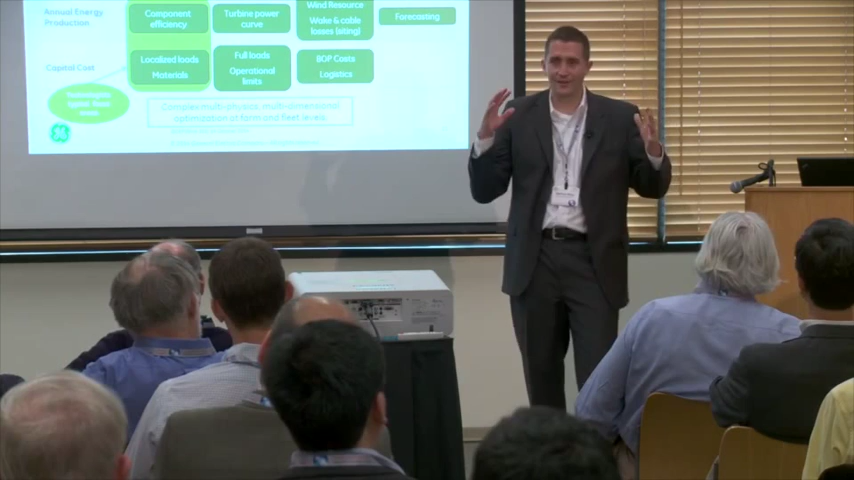 Annual Energy
Production
Component
efficiency
Turbine power
curve
Wind Resource
Wake & cable
losses (siting)
Forecasting
Capital Cost
Localized loads
Materials
Full loads
Operational
limits
BOP Costs
Logistics
Complex multi-physics, multi-dimensional
optimization at farm and fleet levels.